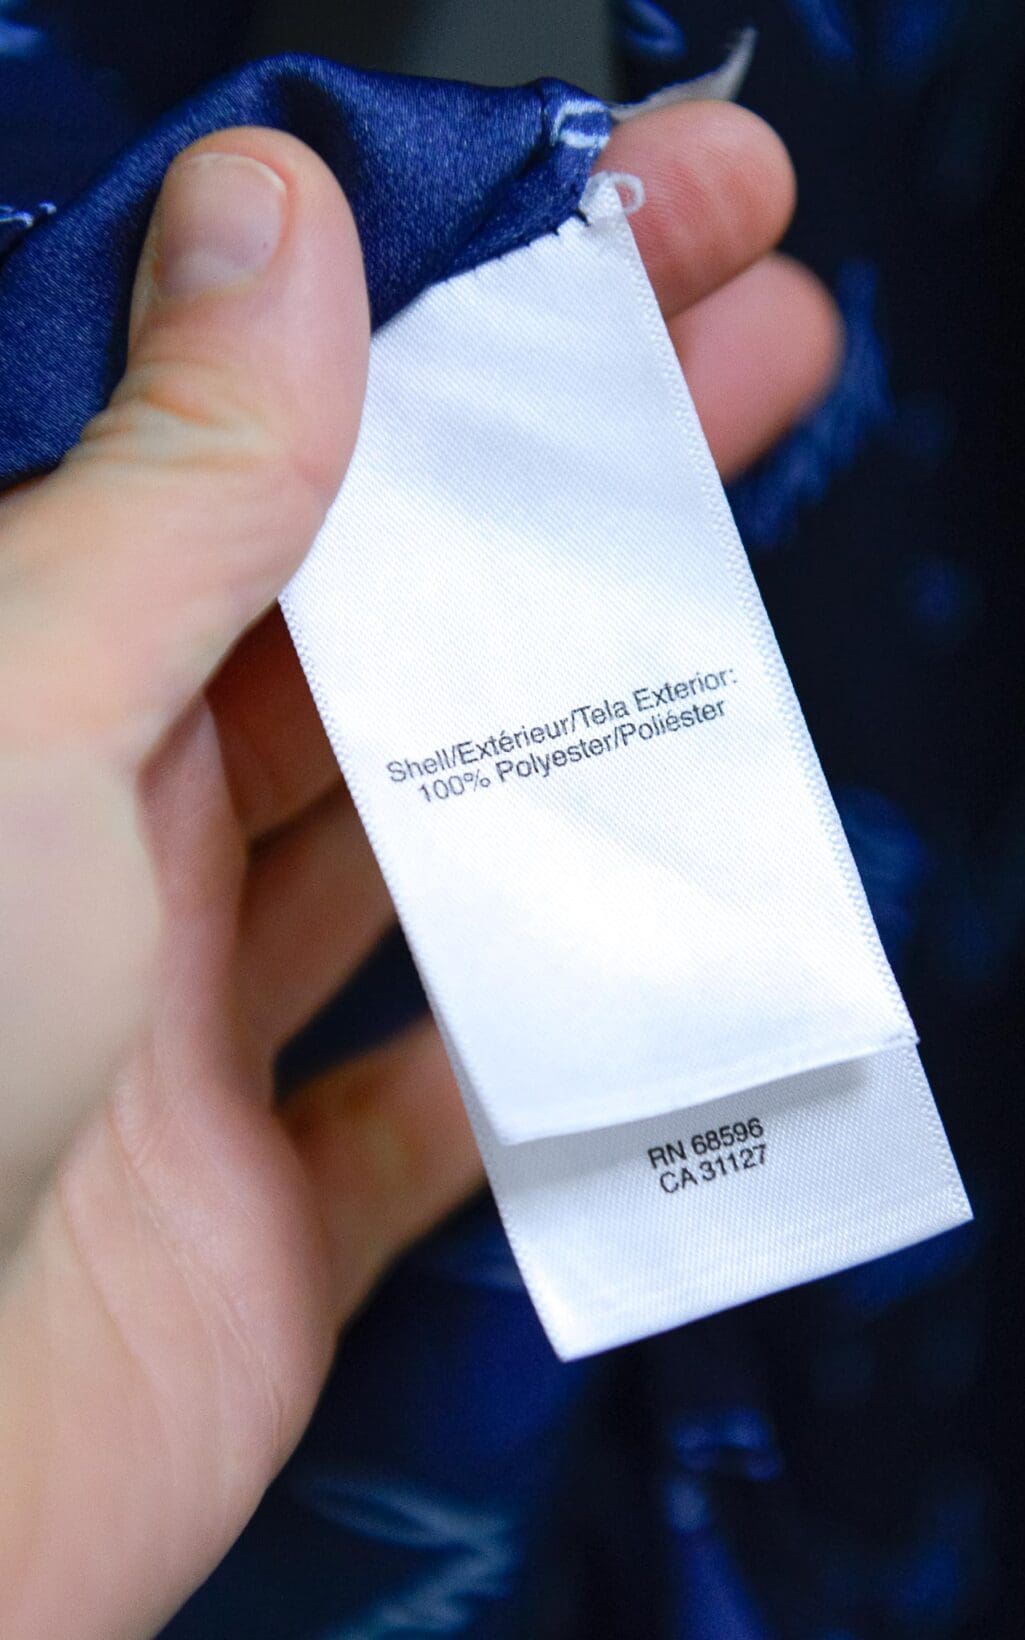 Shell/Extérieur/Tela Exterior:
100% Polyester/Poliéster
RN 68596
CA 31127